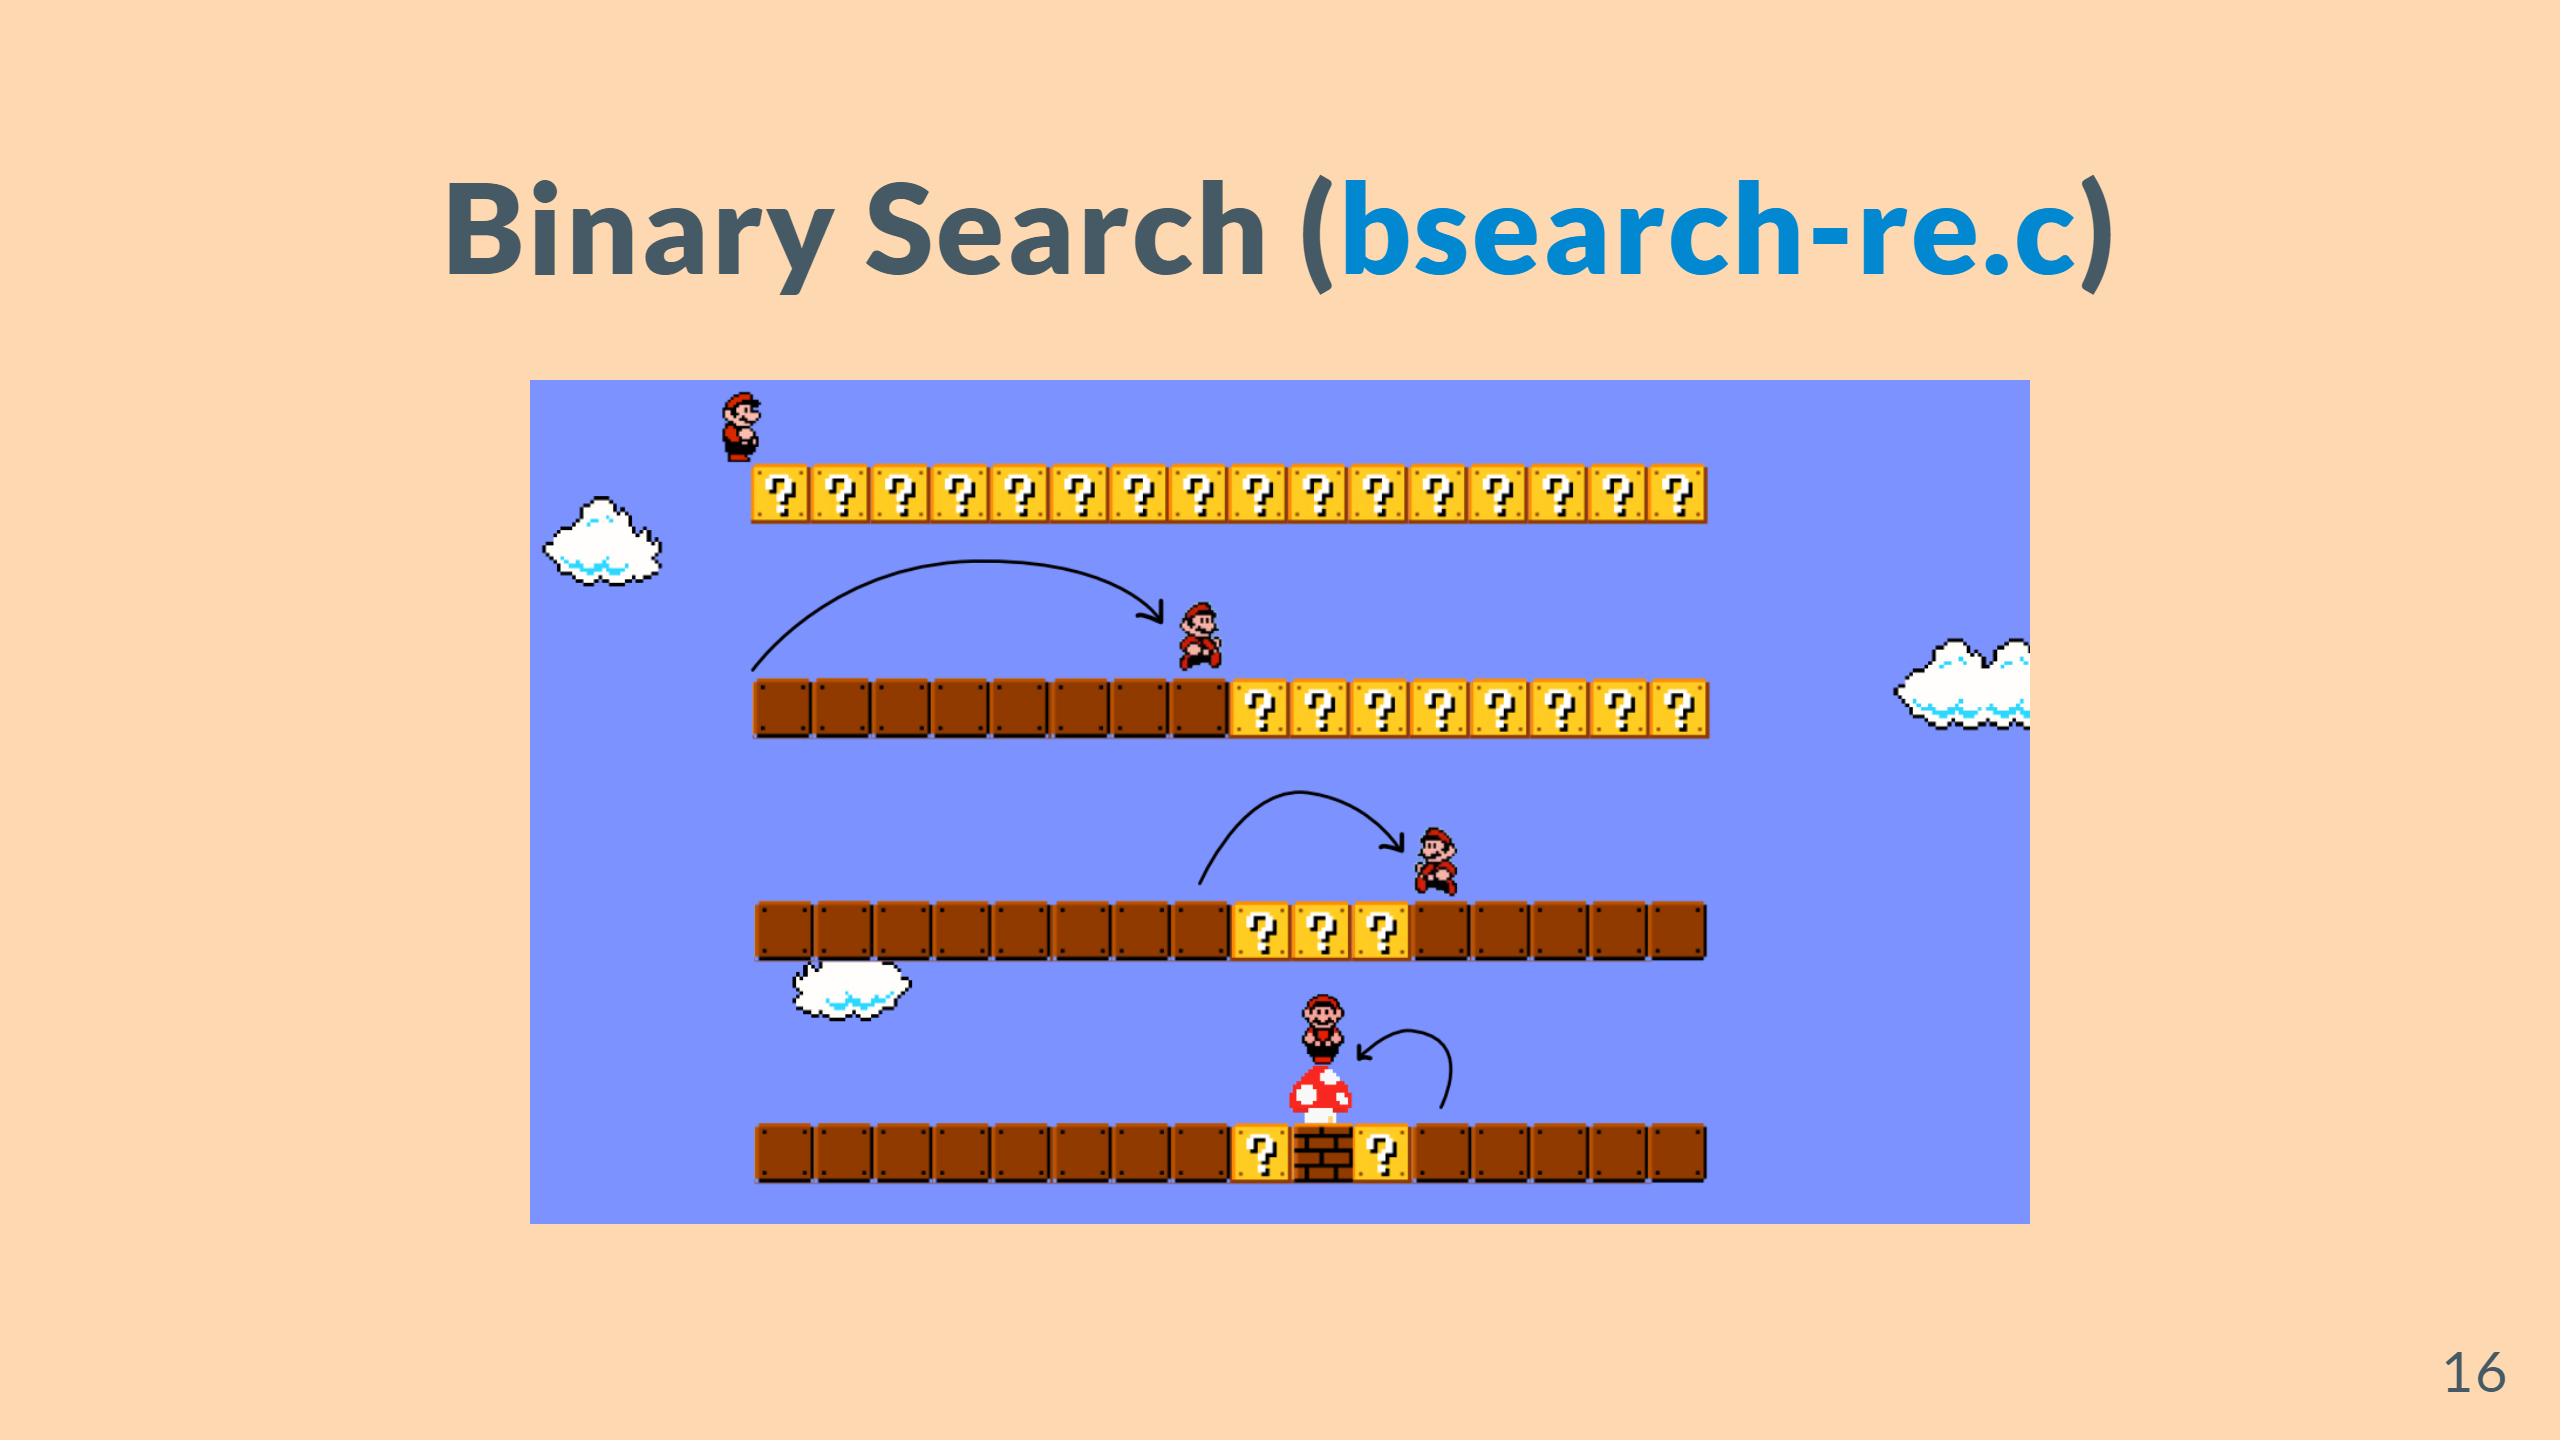 Binary Search (bsearch-re.c)
? ? ? ? ? ? ? ? ? ? ? ? ? ? ? ?
? ? ? ? ? ? ? ?
? ? ?
? ?
16